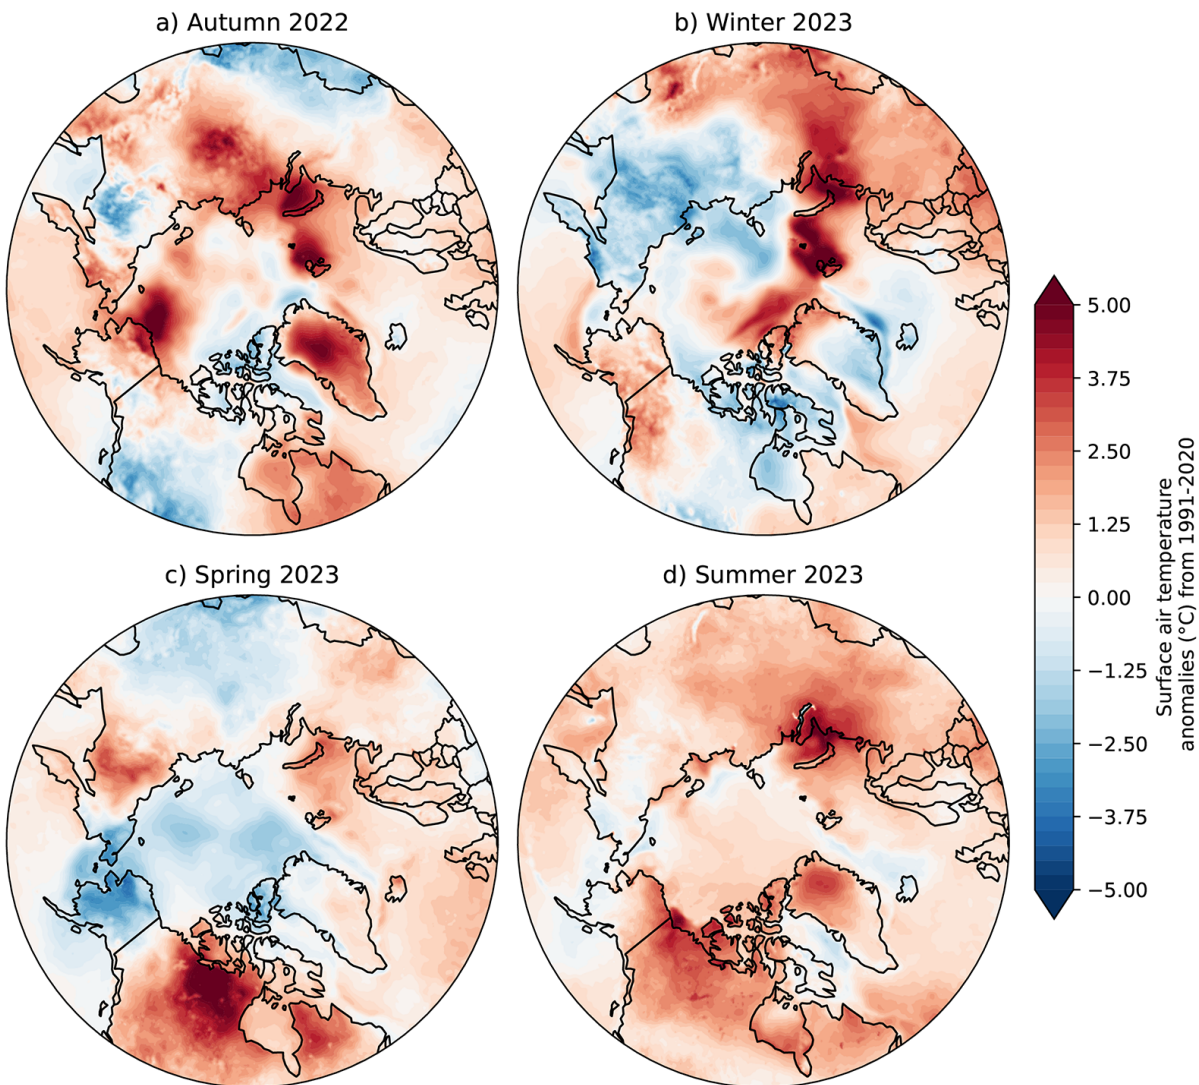 a) Autumn 2022
b) Winter 2023
c) Spring 2023
d) Summer 2023
5.00
3.75
2.50
1.25
0.00
−1.25
−2.50
−3.75
−5.00
Surface air temperature
anomalies (°C) from 1991-2020